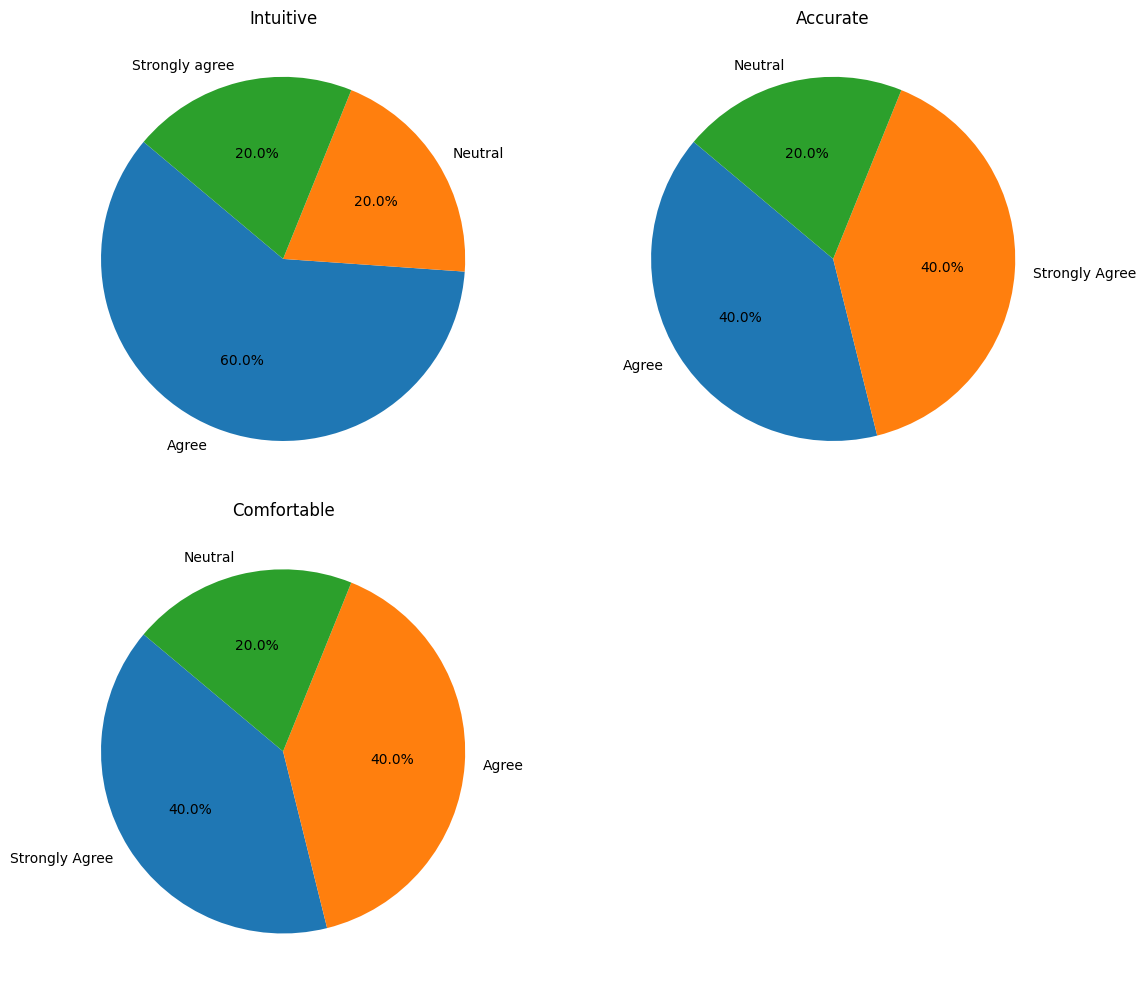 Intuitive
Strongly agree
Neutral
20.0%
20.0%
60.0%
Agree
Accurate
Neutral
20.0%
40.0%
Strongly Agree
40.0%
Agree
Comfortable
Neutral
20.0%
40.0%
Agree
40.0%
Strongly Agree